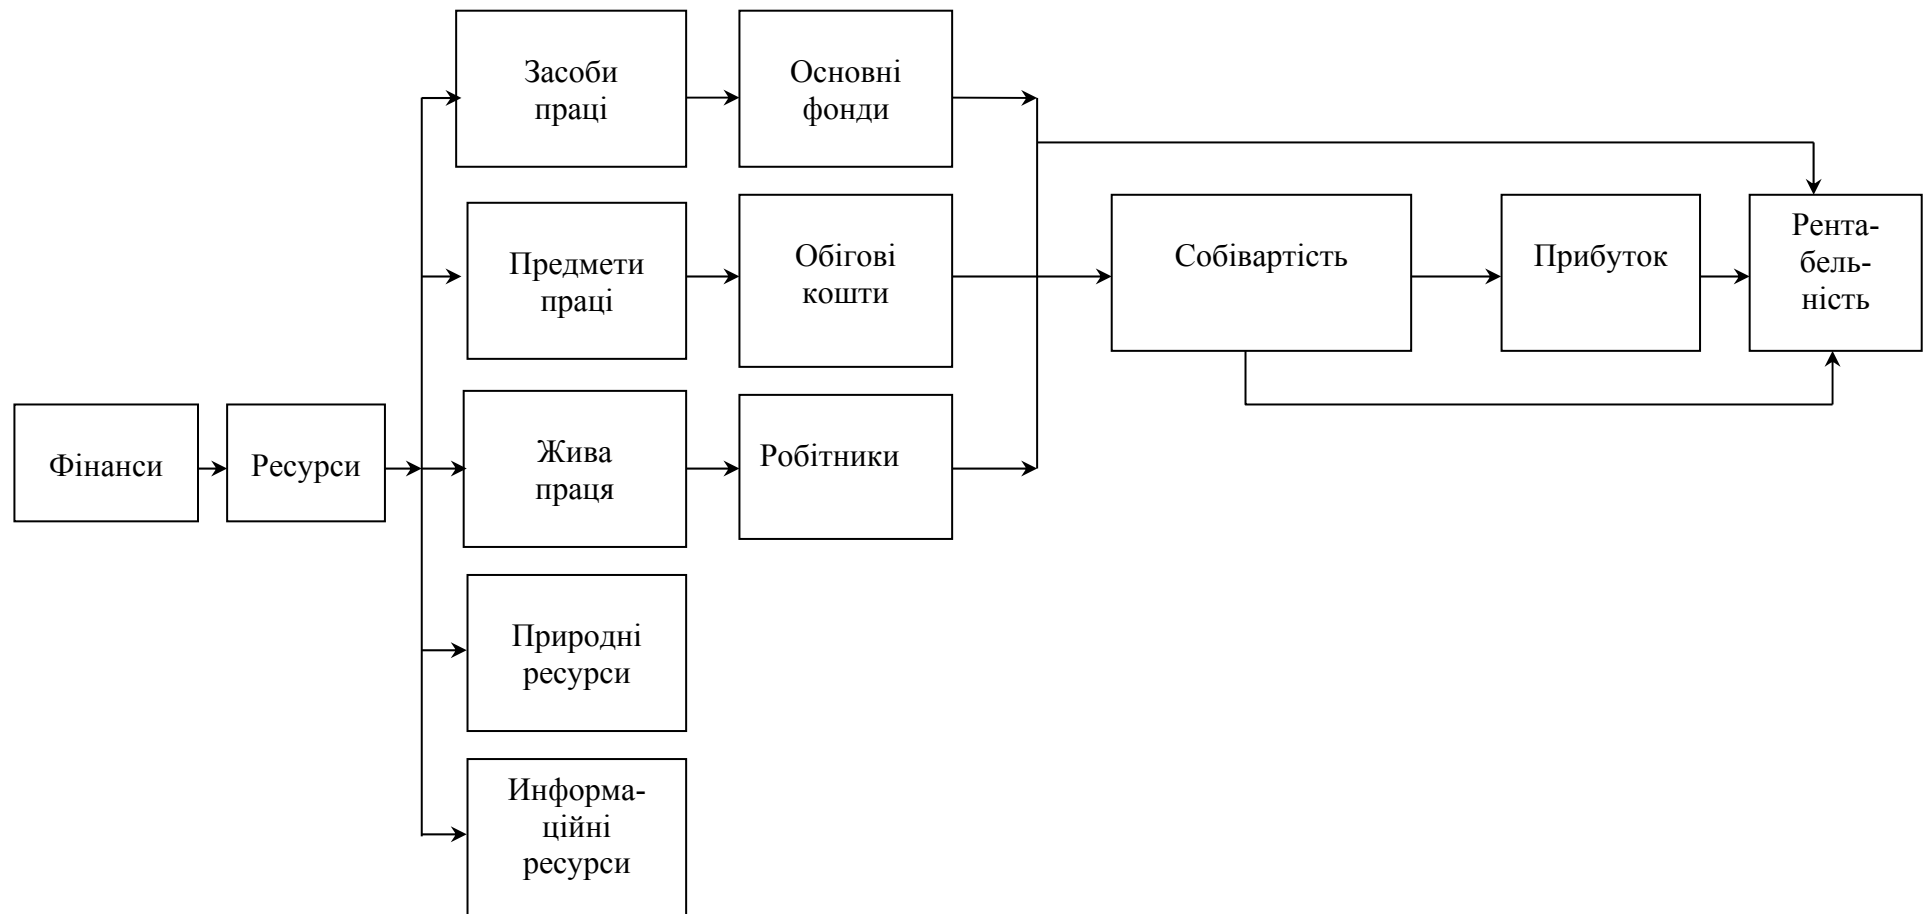 Засоби
праці
Основні
фонди
Предмети
праці
Обігові
кошти
Собівартість
Прибуток
Рента-
бель-
ність
Фінанси
Ресурси
Жива
праця
Робітники
Природні
ресурси
Информа-
ційні
ресурси